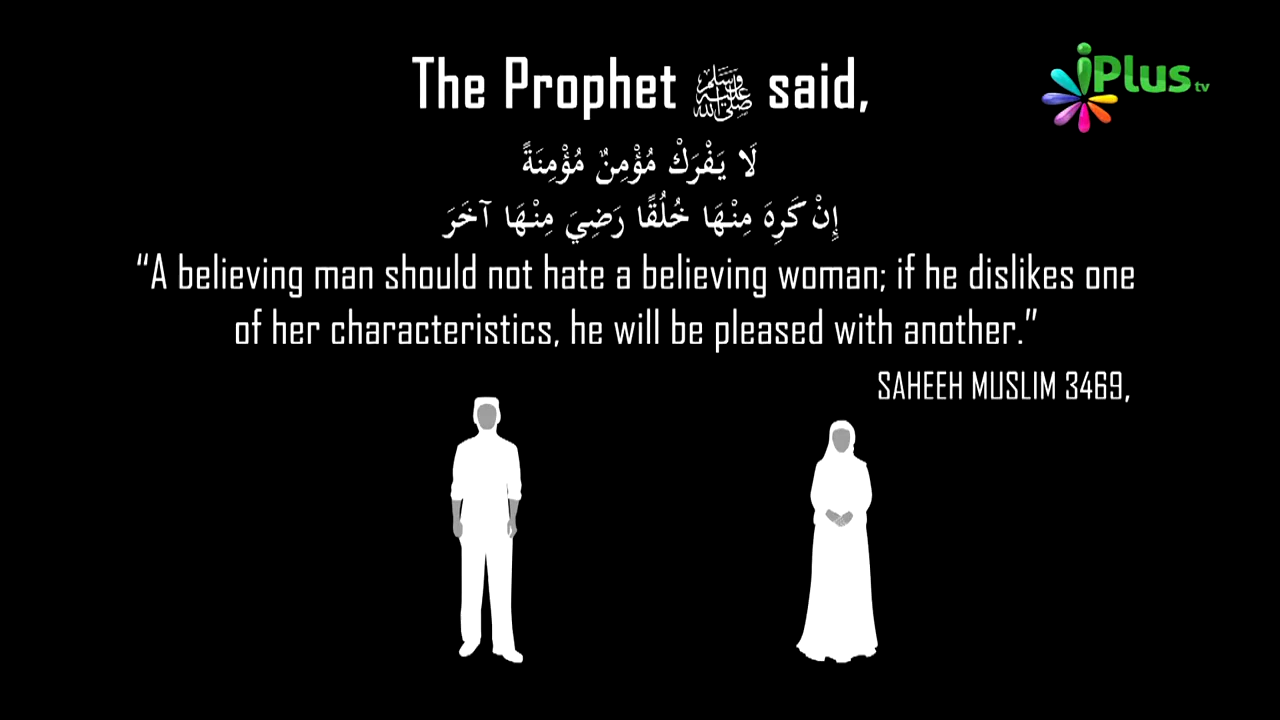 The Prophet ﷺ said,
iPlus tv
لَا يَفْرَكْ مُؤْمِنٌ مُؤْمِنَةً
إِنْ كَرِهَ مِنْهَا خُلُقًا رَضِيَ مِنْهَا آخَرَ
“A believing man should not hate a believing woman; if he dislikes one
of her characteristics, he will be pleased with another.”
SAHEEH MUSLIM 3469,